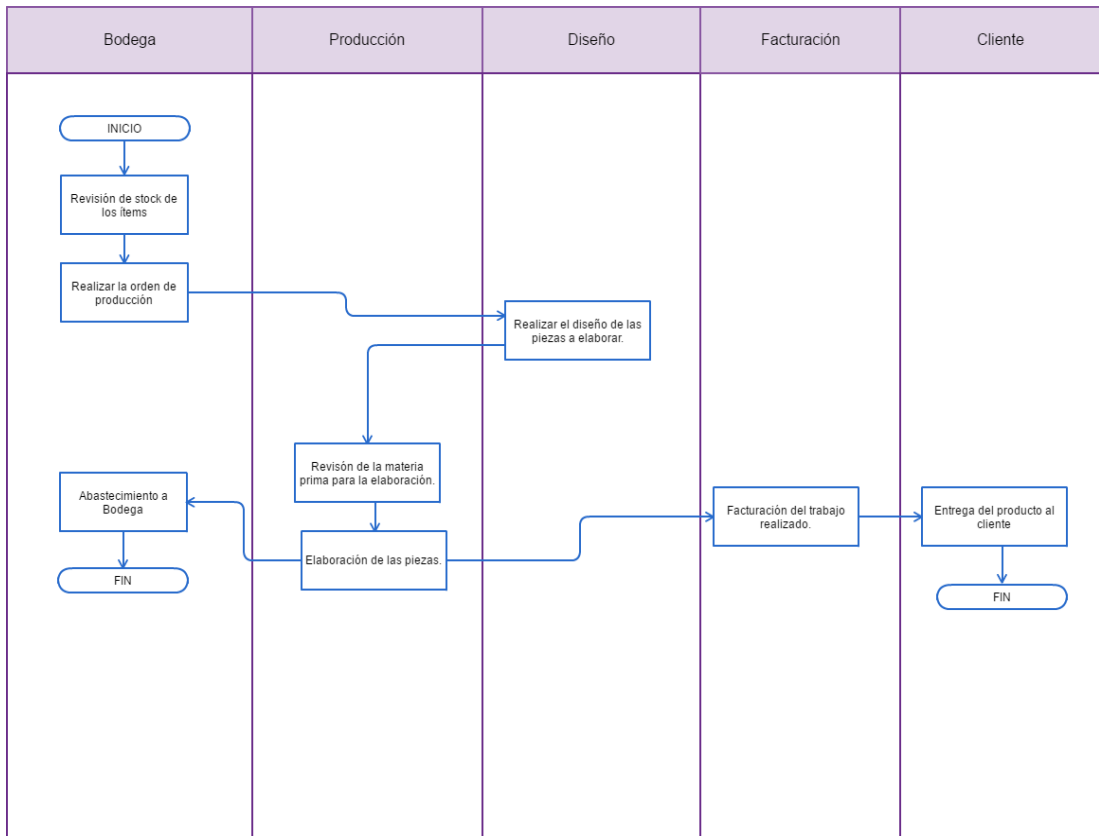 Bodega
Producción
Diseño
Facturación
Cliente
INICIO
Revisión de stock de
los ítems
Realizar la orden de
producción
Realizar el diseño de las
piezas a elaborar.
Revisón de la materia
prima para la elaboración.
Abastecimiento a
Bodega
Facturación del trabajo
realizado.
Entrega del producto al
cliente
Elaboración de las piezas.
FIN
FIN